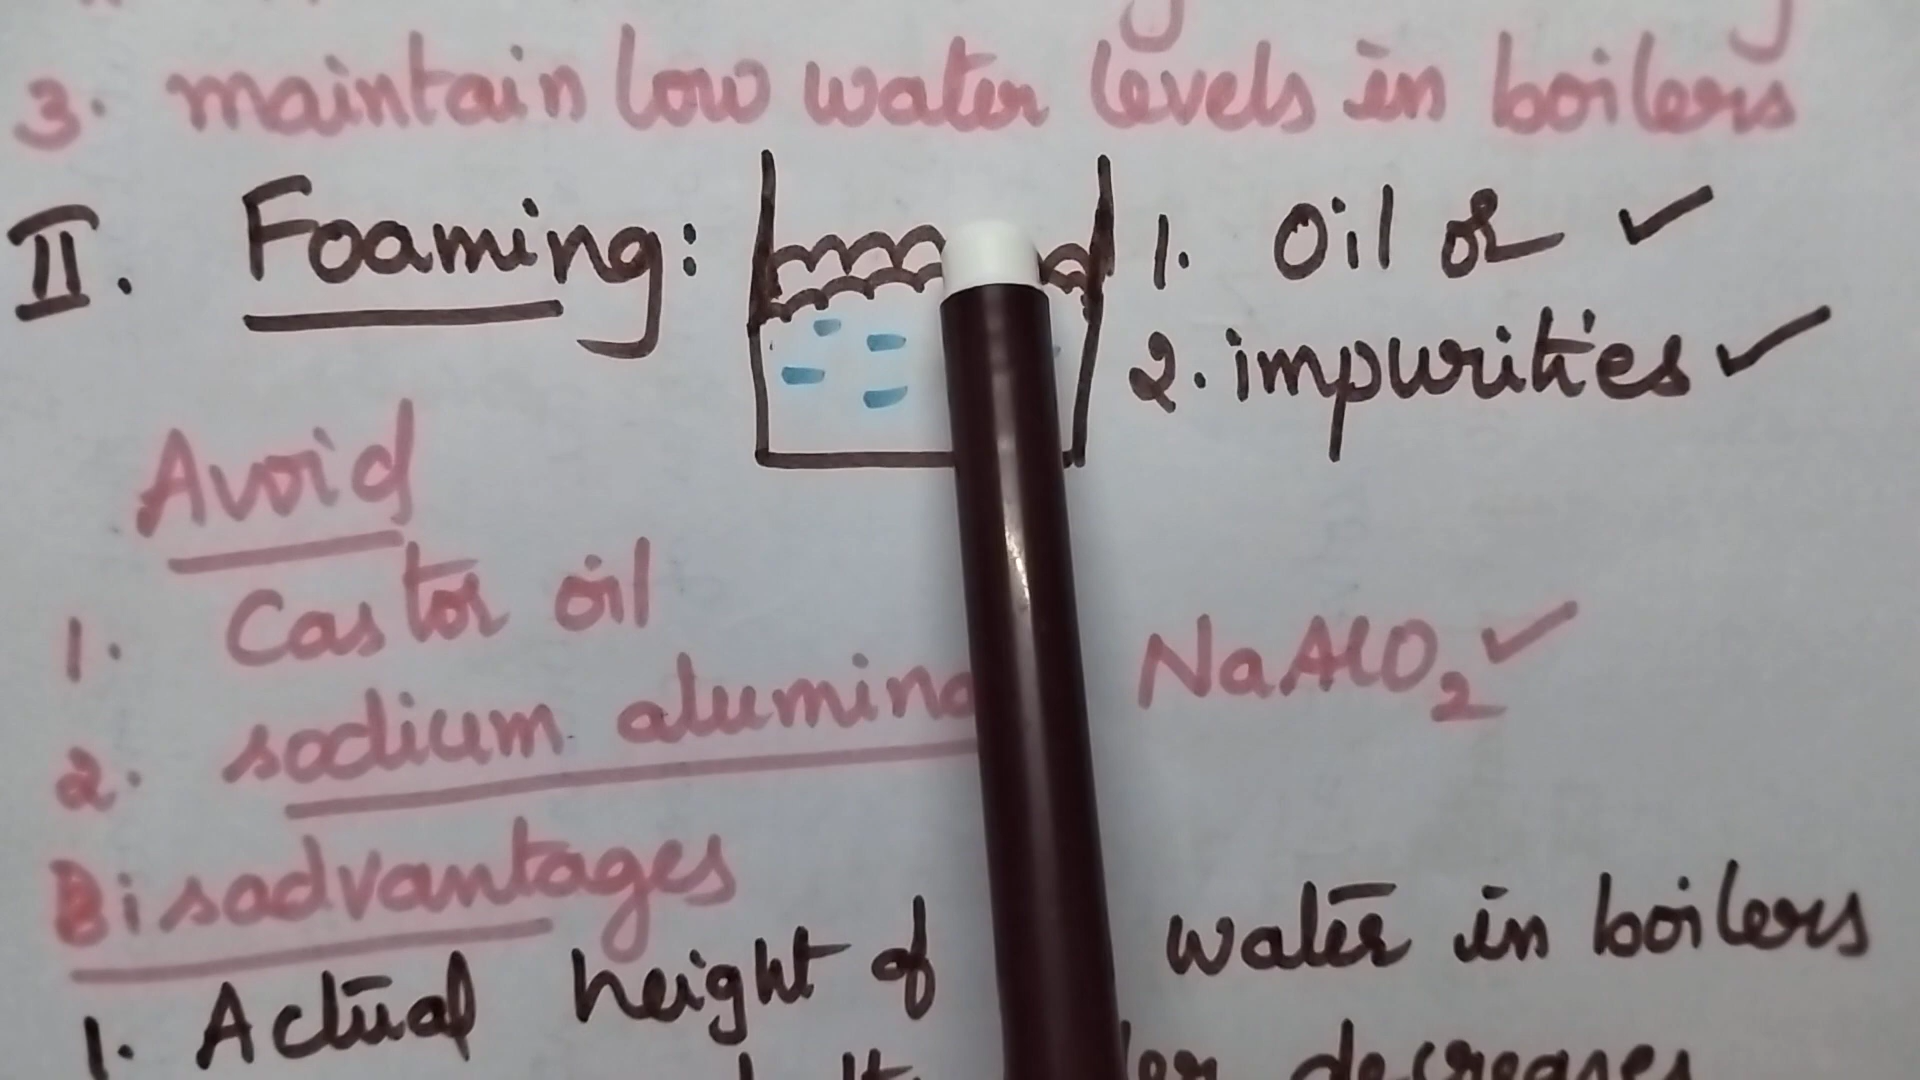 3. maintain low water levels in boilers
II. Foaming: 1. Oil or ✓
2. impurities ✓
Avoid
1. Castor oil
2. sodium alumina NaAlO₂ ✓
Disadvantages
1. Actual height of water in boilers
decreases